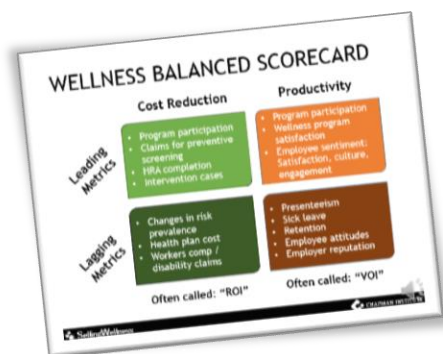 WELLNESS BALANCED SCORECARD
Cost Reduction
Productivity
Leading
Metrics
• Program participation
• Claims for preventive
screening
• HRA completion
• Intervention cases
• Program participation
• Wellness program
satisfaction
• Employee sentiment:
Satisfaction, culture,
engagement
Lagging
Metrics
• Changes in risk
prevalence
• Health plan cost
• Workers comp /
disability claims
• Presenteeism
• Sick leave
• Retention
• Employee attitudes
• Employer reputation
Often called: "ROI"
Often called: "VOI"
SellingWellness
CHAPMAN INSTITUTE